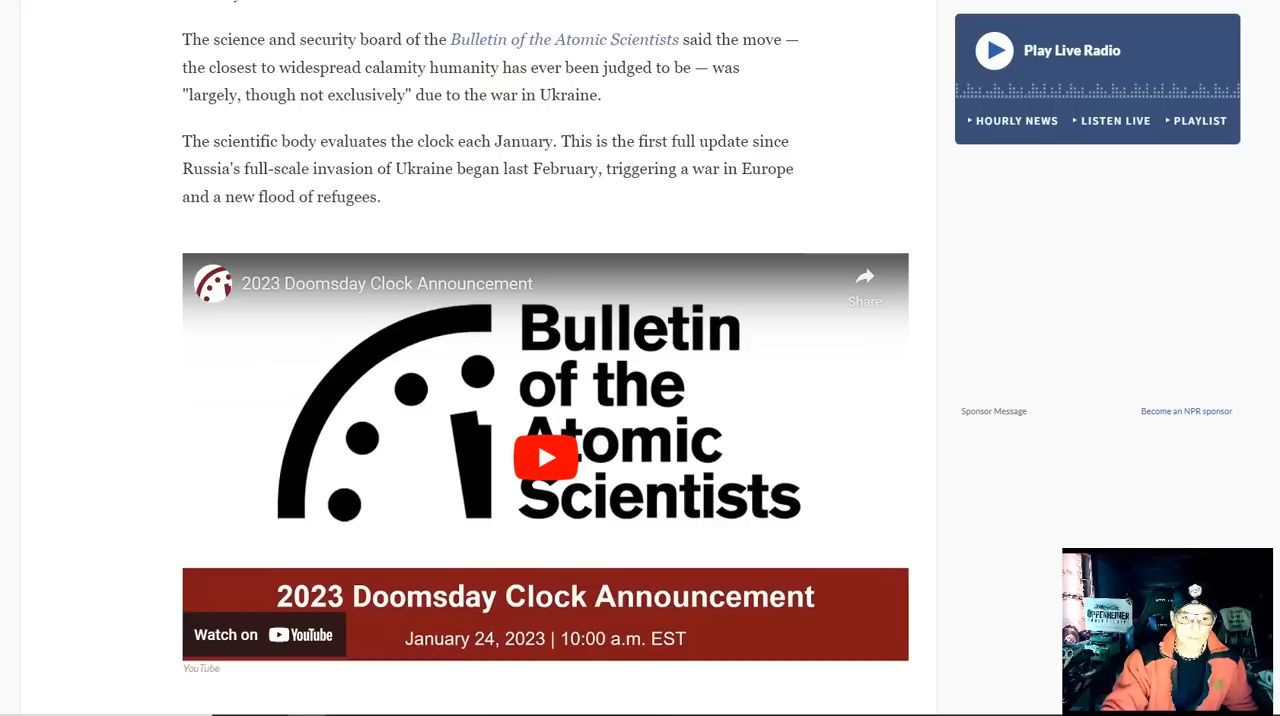 The science and security board of the Bulletin of the Atomic Scientists said the move —
the closest to widespread calamity humanity has ever been judged to be — was
"largely, though not exclusively" due to the war in Ukraine.
The scientific body evaluates the clock each January. This is the first full update since
Russia's full-scale invasion of Ukraine began last February, triggering a war in Europe
and a new flood of refugees.
2023 Doomsday Clock Announcement
Share
Bulletin
of the
Atomic
Scientists
2023 Doomsday Clock Announcement
January 24, 2023 | 10:00 a.m. EST
Watch on YouTube
YouTube
Play Live Radio
HOURLY NEWS
LISTEN LIVE
PLAYLIST
Sponsor Message
Become an NPR sponsor
OPPENHEIMER